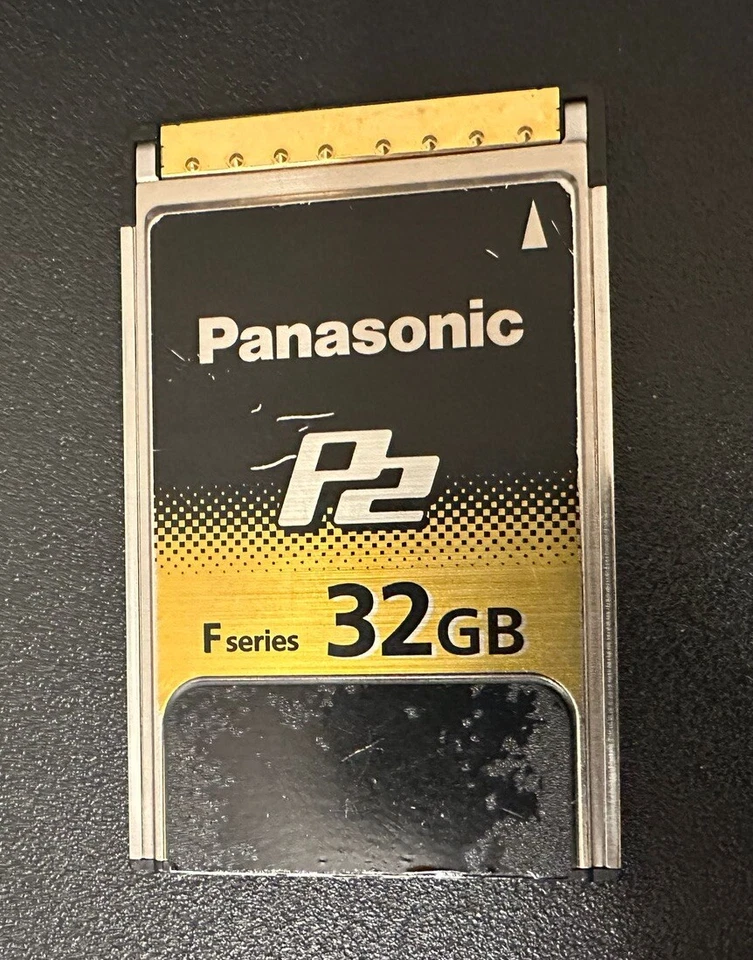 Panasonic
P2
F series 32GB